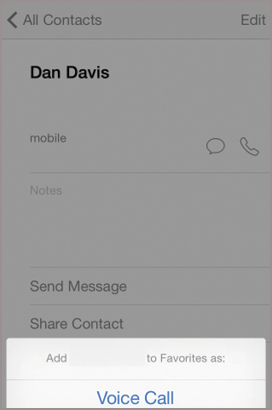 All Contacts Edit
Dan Davis
mobile
Notes
Send Message
Share Contact
Add to Favorites as:
Voice Call